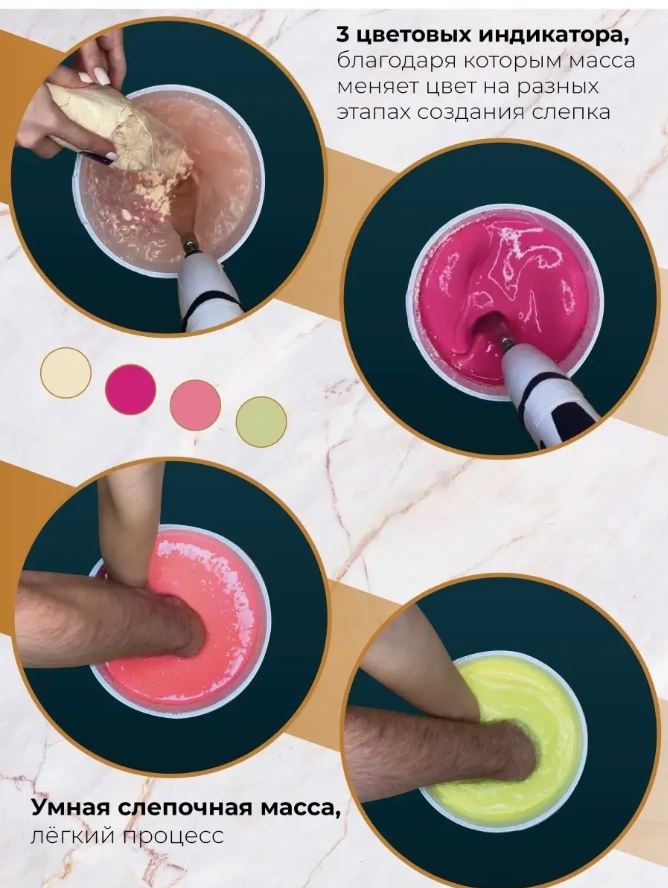 3 цветовых индикатора,
благодаря которым масса
меняет цвет на разных
этапах создания слепка
Умная слепочная масса,
лёгкий процесс